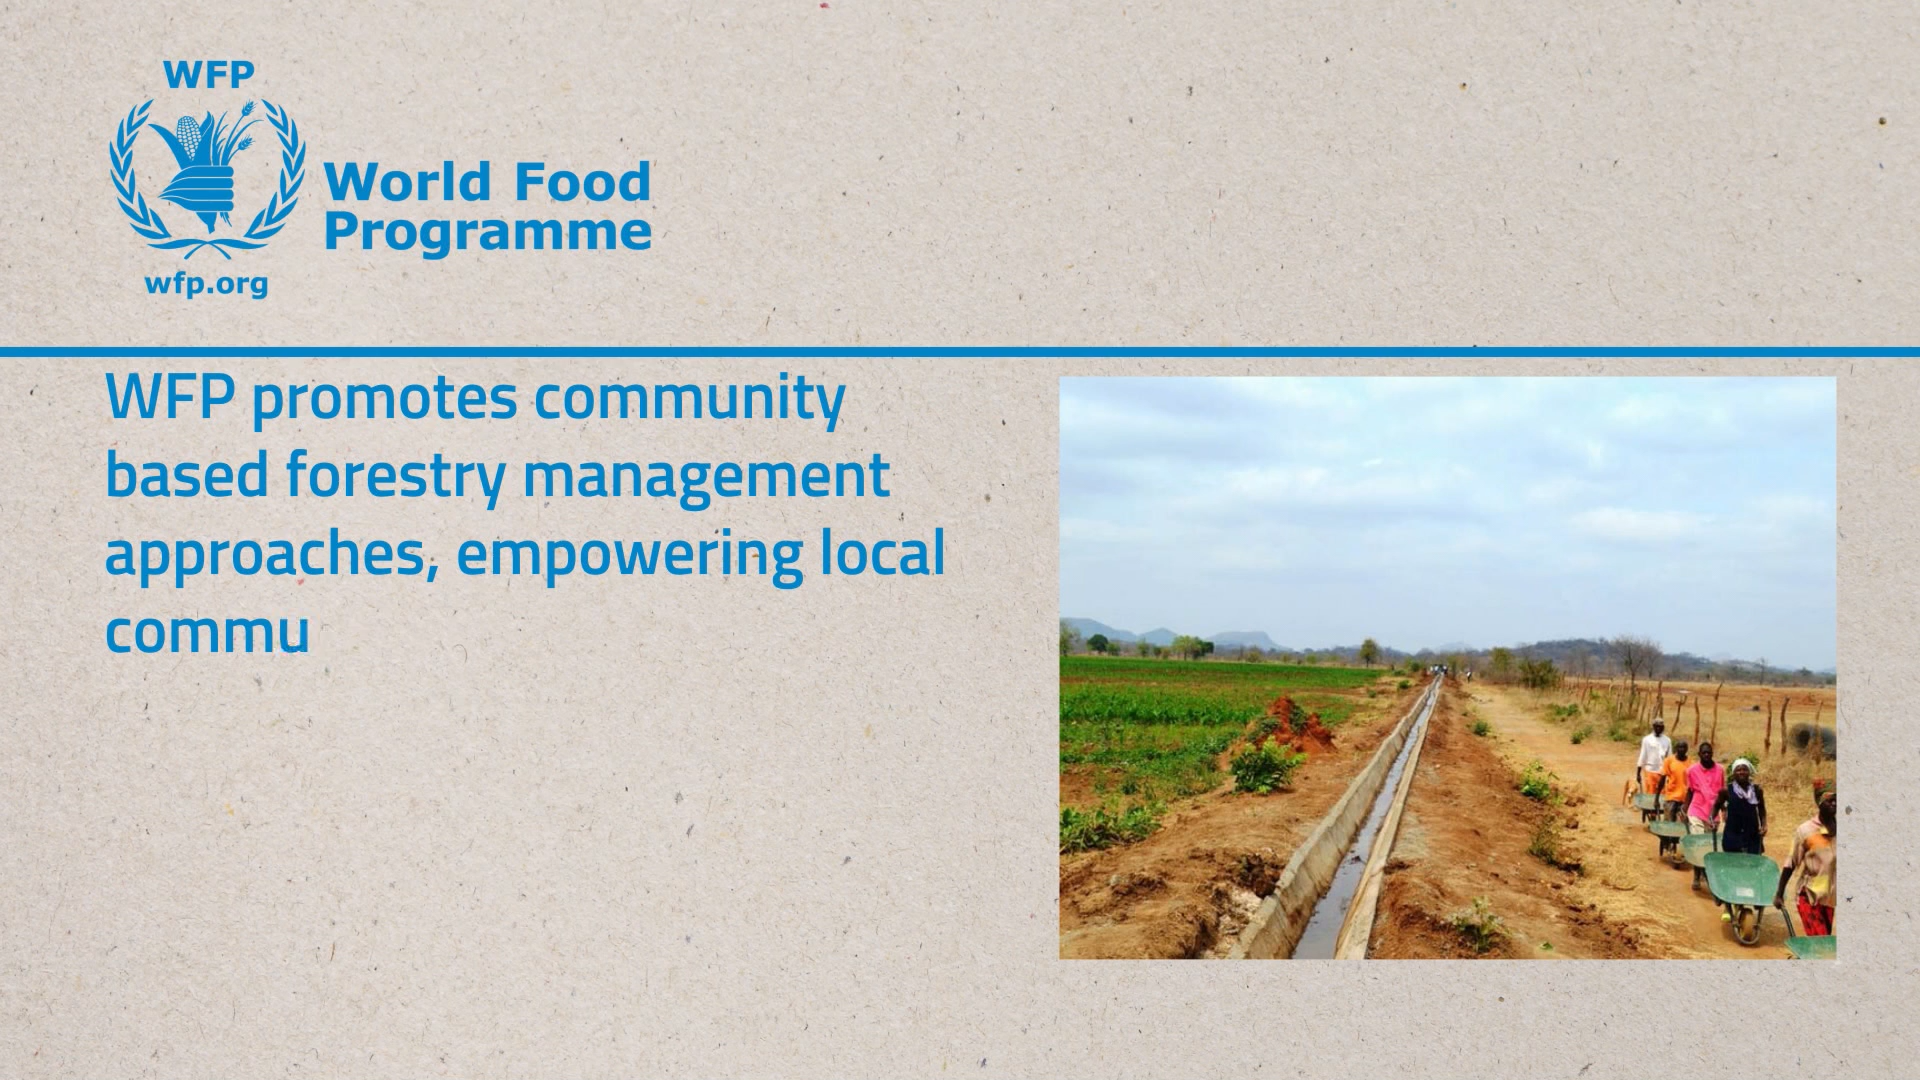 WFP
World Food
Programme
wfp.org
WFP promotes community
based forestry management
approaches, empowering local
commu